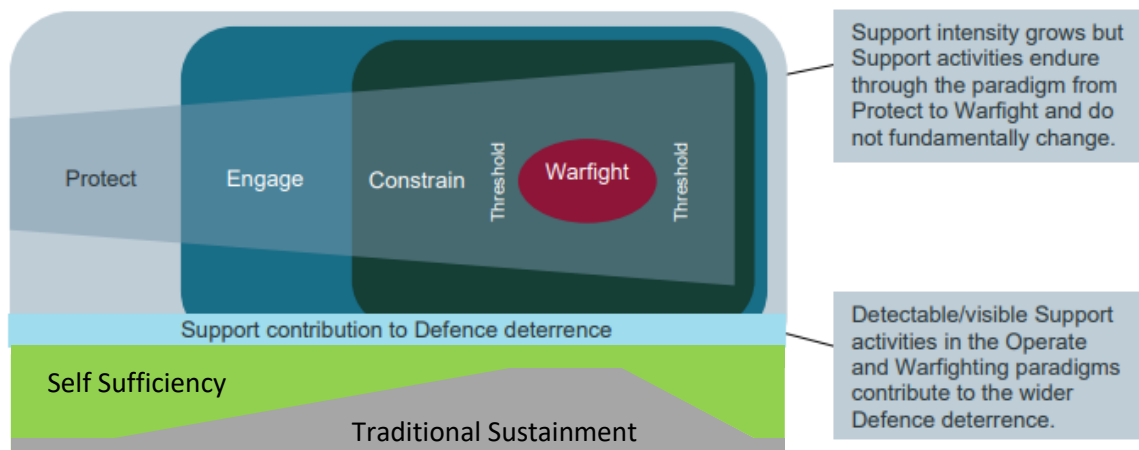 Protect
Engage
Constrain
Threshold
Warfight
Threshold
Support contribution to Defence deterrence
Self Sufficiency
Traditional Sustainment
Support intensity grows but
Support activities endure
through the paradigm from
Protect to Warfight and do
not fundamentally change.
Detectable/visible Support
activities in the Operate
and Warfighting paradigms
contribute to the wider
Defence deterrence.